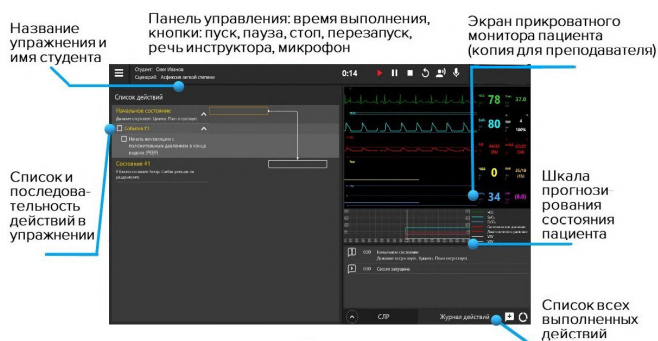 Название
упражнения и
имя студента
Панель управления: время выполнения,
кнопки: пуск, пауза, стоп, перезапуск,
речь инструктора, микрофон
Экран прикроватного
монитора пациента
(копия для преподавателя)
Студент: Олег Иванов
Сценарий: Асфиксия легкой степени
0:14
Список действий
Начальное состояние
Событие #1
Начать вентиляцию с
положительным давлением в конце
выдоха (PEEP)
Состояние #1
78
37.0
80
4
100%
0
34
Список и
последова-
тельность
действий в
упражнении
Шкала
прогнози-
рования
состояния
пациента
0:00 Начальное состояние
0:00 Сессия запущена
СЛР
Журнал действий
Список всех
выполненных
действий